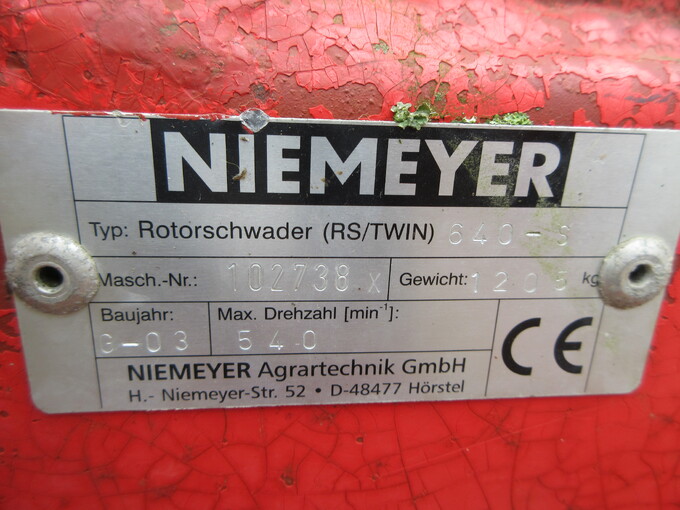 NIEMEYER
Typ: Rotorschwader (RS/TWIN) 640-S
Masch.-Nr.: 102738 X Gewicht: 1205 kg
Baujahr: G-03 Max. Drehzahl [min⁻¹]: 540
CE
NIEMEYER Agrartechnik GmbH
H.- Niemeyer-Str. 52 • D-48477 Hörstel